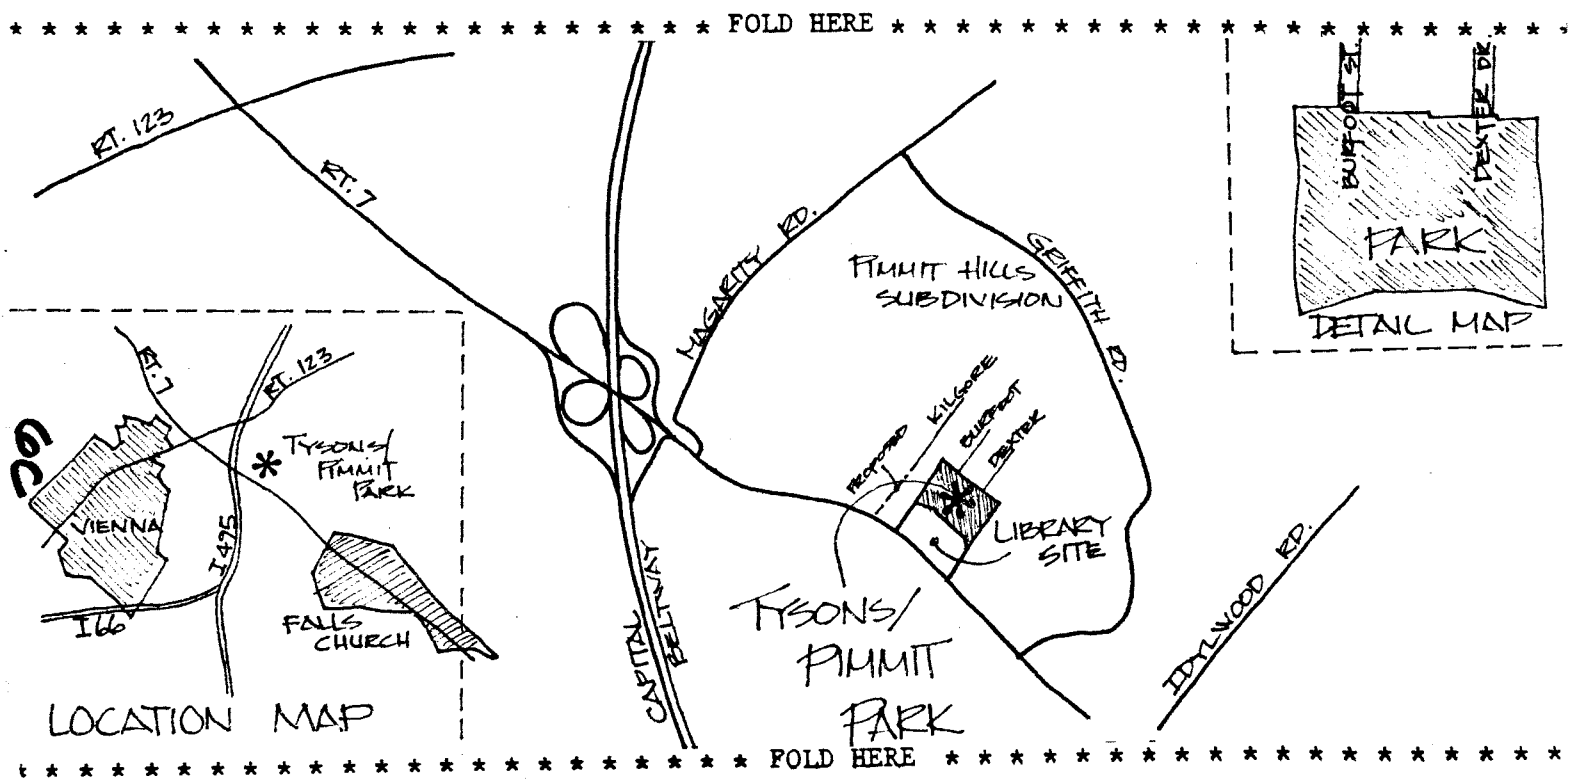 * * * * * * * * * * * * * * * * * * * * * * FOLD HERE * * * * * * * * * * * * * * * * * * * * *
RT. 123
RT. 7
MAGARITY RD.
PIMMIT HILLS
SUBDIVISION
GRIFFITH RD.
BURFOOT ST.
DEXTER DR.
PARK
DETAIL MAP
RT. 7
RT. 123
6C
TYSONS/
PIMMIT
PARK
VIENNA
I495
I66
FALLS
CHURCH
LOCATION MAP
PROPOSED
KILGORE
BURFOOT
DEXTER
LIBRARY
SITE
CAPITAL
BELTWAY
TYSONS/
PIMMIT
PARK
IDYLWOOD RD.
* * * * * * * * * * * * * * * * * * * * * * * FOLD HERE * * * * * * * * * * * * * * * * * * *